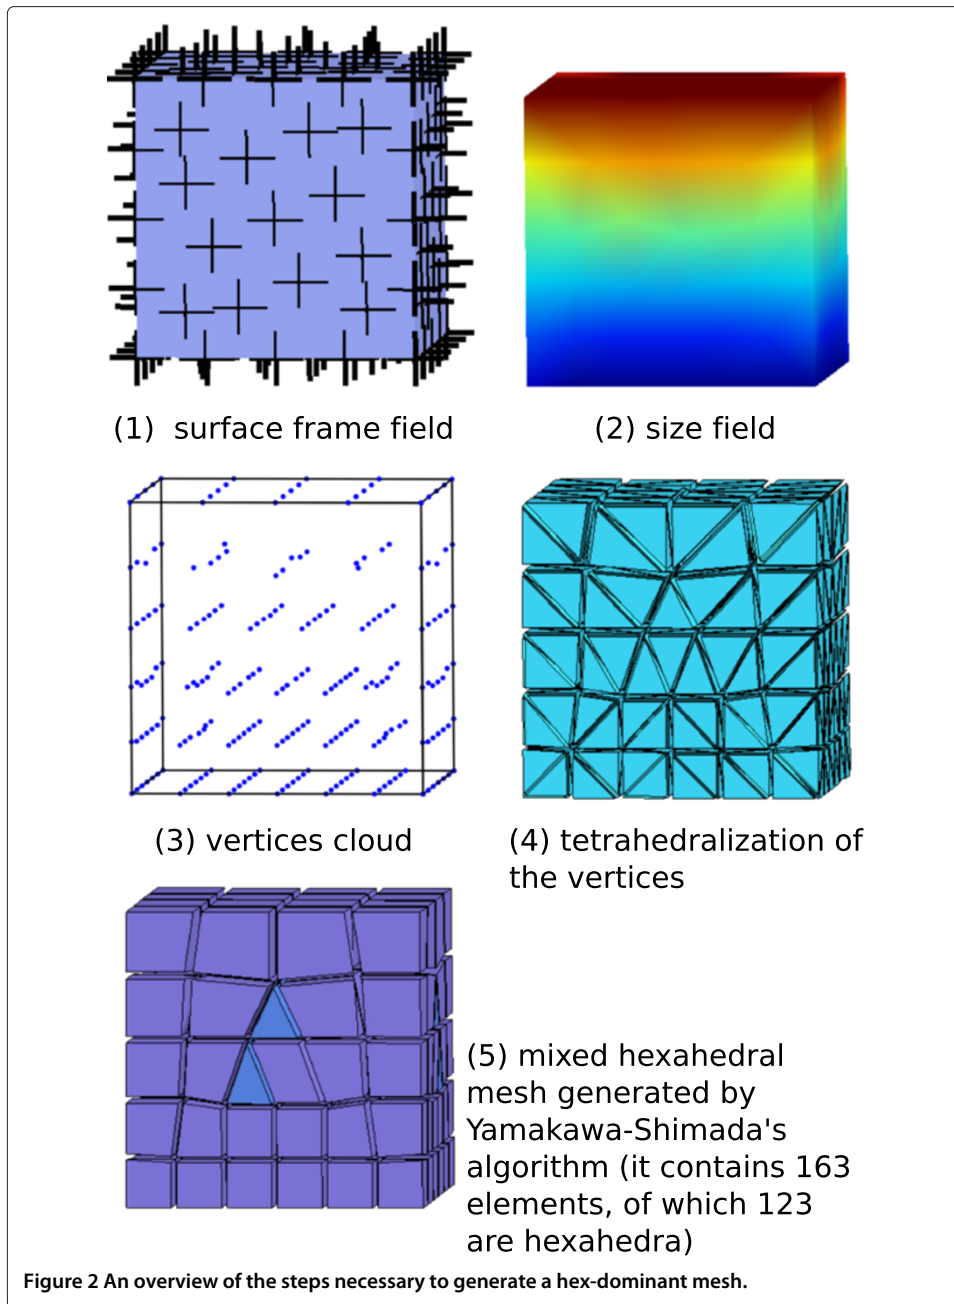 (1)  surface frame field
(2) size field
(3) vertices cloud
(4) tetrahedralization of
the vertices
(5) mixed hexahedral
mesh generated by
Yamakawa-Shimada's
algorithm (it contains 163
elements, of which 123
are hexahedra)
Figure 2 An overview of the steps necessary to generate a hex-dominant mesh.